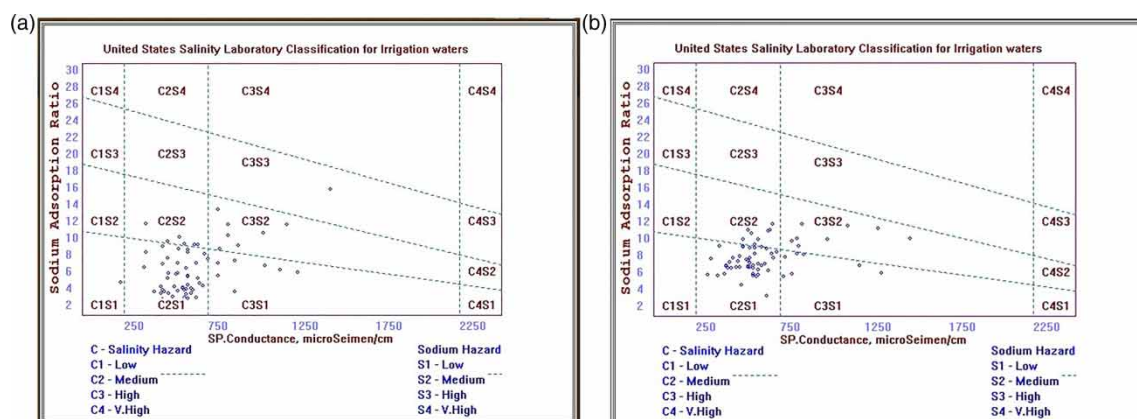 (a)
United States Salinity Laboratory Classification for Irrigation waters
Sodium Adsorption Ratio
30
28
26
24
22
20
18
16
14
12
10
8
6
4
2
C1S4 C2S4 C3S4 C4S4
C1S3 C2S3 C3S3
C1S2 C2S2 C3S2 C4S3
C4S2
C1S1 C2S1 C3S1 C4S1
250 750 1250 2250
SP.Conductance, microSeimen/cm
C - Salinity Hazard Sodium Hazard
C1 - Low S1 - Low
C2 - Medium S2 - Medium
C3 - High S3 - High
C4 - V.High S4 - V.High
(b)
United States Salinity Laboratory Classification for Irrigation waters
Sodium Adsorption Ratio
30
28
26
24
22
20
18
16
14
12
10
8
6
4
2
C1S4 C2S4 C3S4 C4S4
C1S3 C2S3 C3S3
C1S2 C2S2 C3S2 C4S3
C4S2
C1S1 C2S1 C3S1 C4S1
250 750 1250 2250
SP.Conductance, microSeimen/cm
C - Salinity Hazard Sodium Hazard
C1 - Low S1 - Low
C2 - Medium S2 - Medium
C3 - High S3 - High
C4 - V.High S4 - V.High